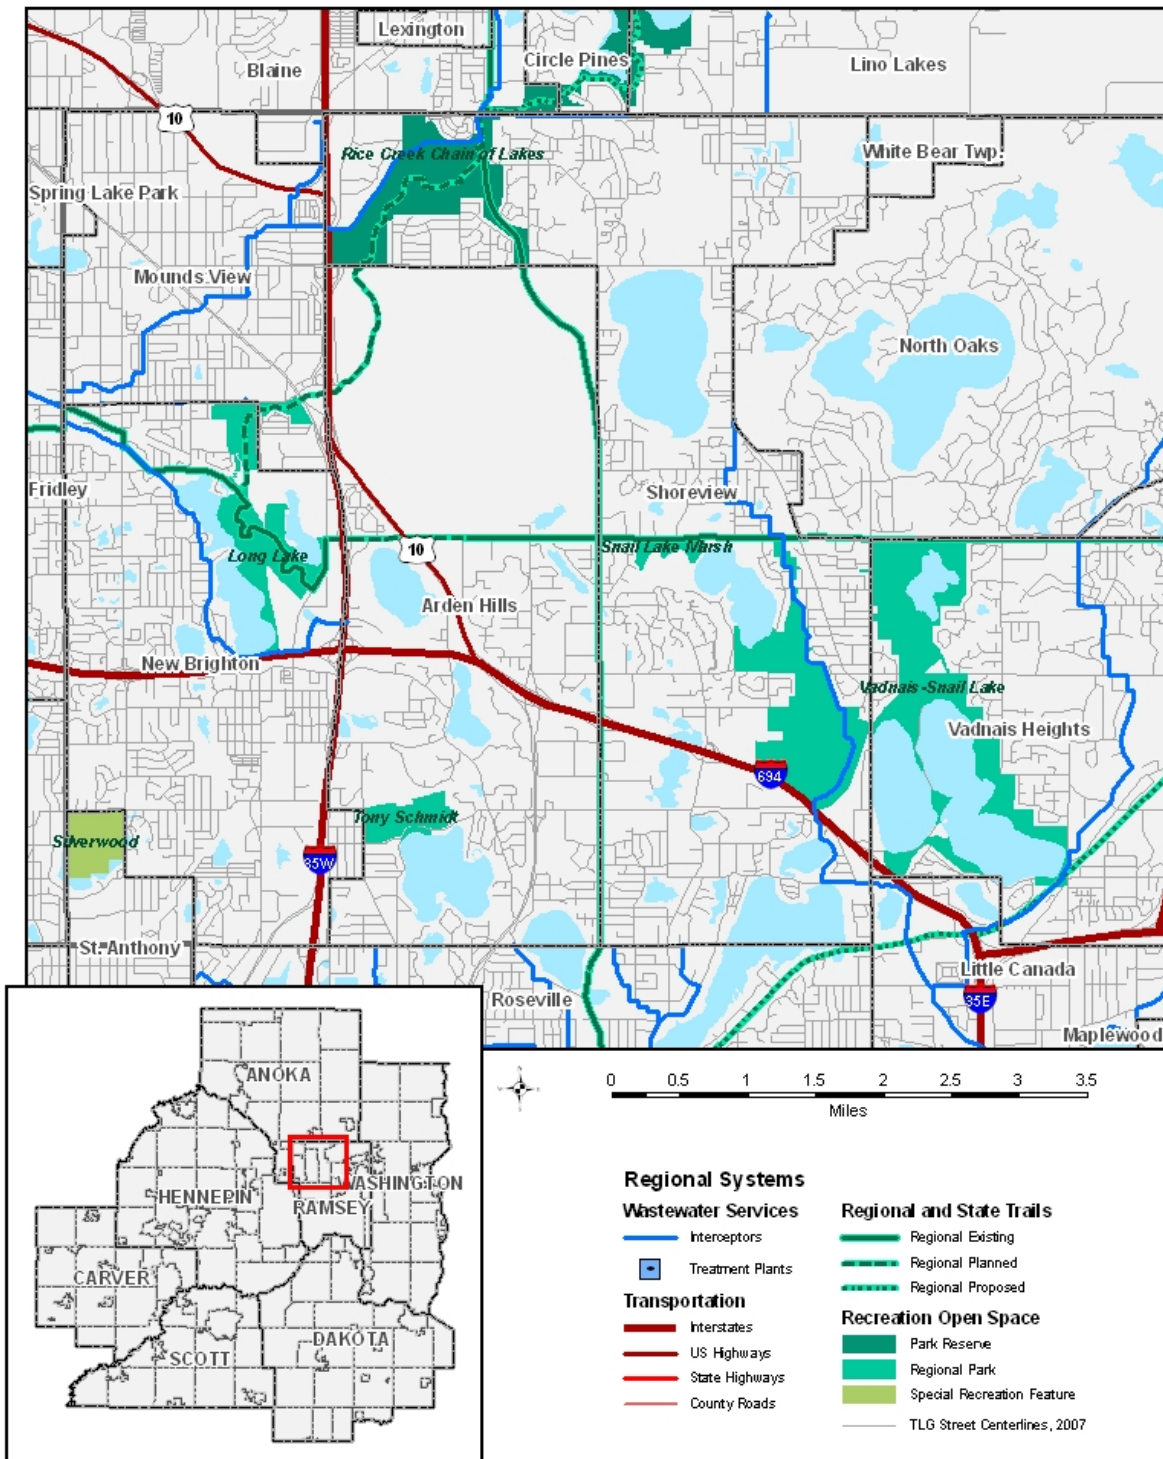 Lexington
Circle Pines
Blaine
Lino Lakes
10
Rice Creek Chain of Lakes
White Bear Twp.
Spring Lake Park
Mounds View
North Oaks
Fridley
Shoreview
Long Lake
10
Snail Lake Marsh
Arden Hills
New Brighton
Vadnais-Snail Lake
Vadnais Heights
694
Tony Schmidt
Silverwood
35W
St. Anthony
Little Canada
Roseville
35E
Maplewood
ANOKA
WASHINGTON
HENNEPIN
RAMSEY
CARVER
DAKOTA
SCOTT
0 0.5 1 1.5 2 2.5 3 3.5
Miles
Regional Systems
Wastewater Services
Interceptors
Treatment Plants
Transportation
Interstates
US Highways
State Highways
County Roads
Regional and State Trails
Regional Existing
Regional Planned
Regional Proposed
Recreation Open Space
Park Reserve
Regional Park
Special Recreation Feature
TLG Street Centerlines, 2007